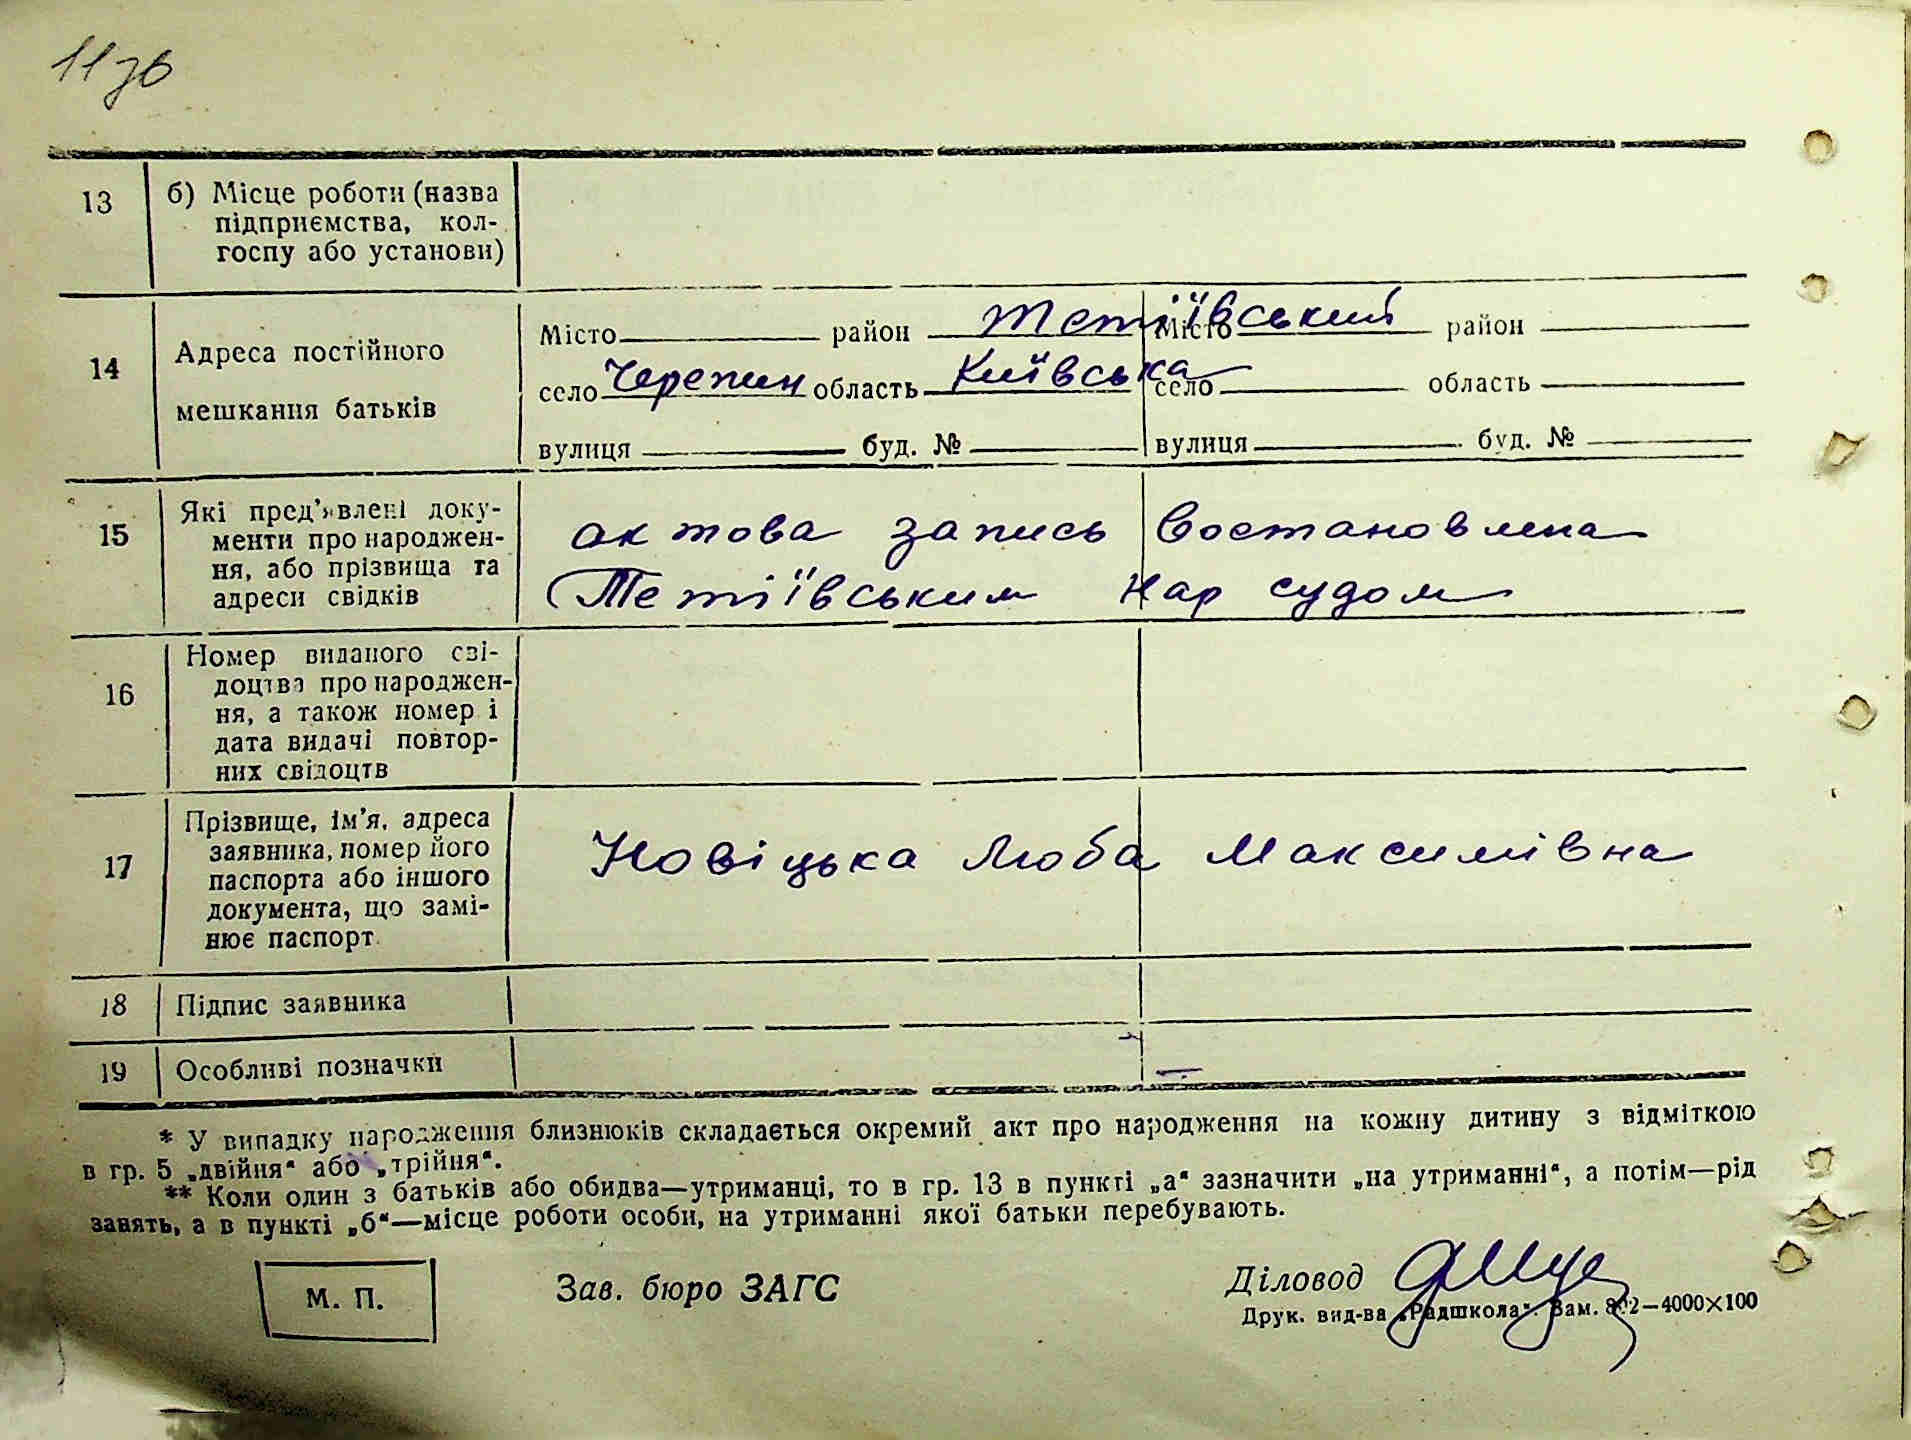 11 зв
13 б) Місце роботи (назва
підприємства, кол-
госпу або установи)
14 Адреса постійного
мешкання батьків
Місто район Тетіївський Місто район
село Черепин область Київська село область
вулиця буд. № вулиця буд. №
15 Які пред'явлені доку-
менти про народжен-
ня, або прізвища та
адреси свідків
актова запись востановлена
Тетіївським нар судом
16 Номер виданого сві-
доцтва про народжен-
ня, а також номер і
дата видачі повтор-
них свідоцтв
17 Прізвище, ім'я, адреса
заявника, номер його
паспорта або іншого
документа, що замі-
нює паспорт.
Новіцька Люба Максимівна
18 Підпис заявника
19 Особливі позначки
* У випадку народження близнюків складається окремий акт про народження на кожну дитину з відміткою
в гр. 5 „двійня“ або „трійня“.
** Коли один з батьків або обидва—утриманці, то в гр. 13 в пункті „а“ зазначити „на утриманні“, а потім—рід
занять, а в пункті „б“—місце роботи особи, на утриманні якої батьки перебувають.
М. П. Зав. бюро ЗАГС Діловод
Друк. вид-ва „Радшкола“. Зам. 4000×100